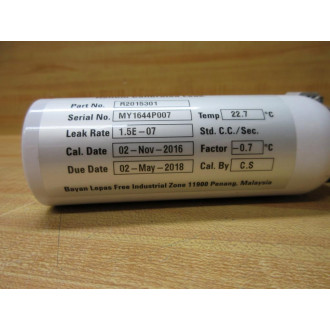 Part No. R2015301
Serial No. MY1644P007 Temp 22.7 °C
Leak Rate 1.5E-07 Std. C.C./Sec.
Cal. Date 02-Nov-2016 Factor -0.7 °C
Due Date 02-May-2018 Cal. By C.S
Bayan Lepas Free Industrial Zone 11900 Penang, Malaysia